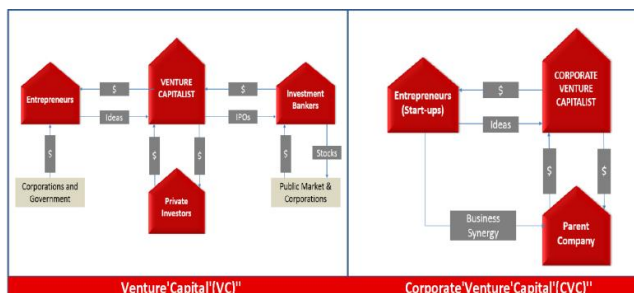 VENTURE
CAPITALIST
Entrepreneurs
Investment
Bankers
$
$
Ideas
IPOs
$
$
$
$
Stocks
Corporations and
Government
Private
Investors
Public Market &
Corporations
Venture'Capital'(VC)''
CORPORATE
VENTURE
CAPITALIST
Entrepreneurs
(Start-ups)
$
Ideas
$
$
Business
Synergy
Parent
Company
Corporate'Venture'Capital'(CVC)''